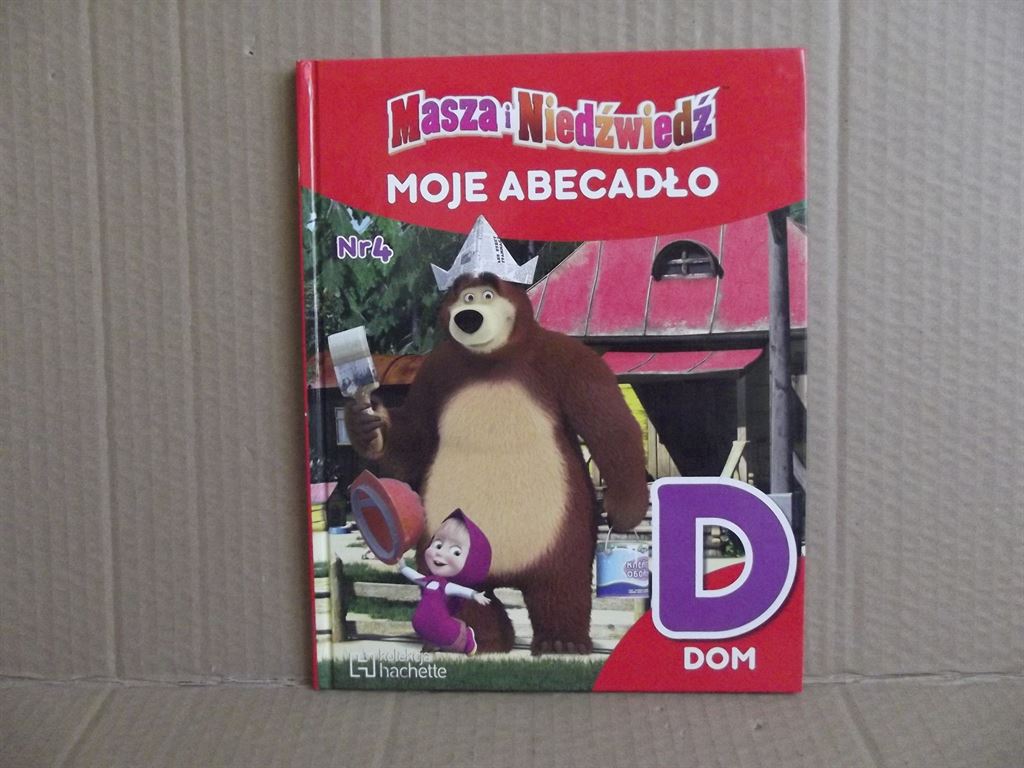 Masza i Niedźwiedź
MOJE ABECADŁO
Nr4
D
DOM
kolekcja
hachette